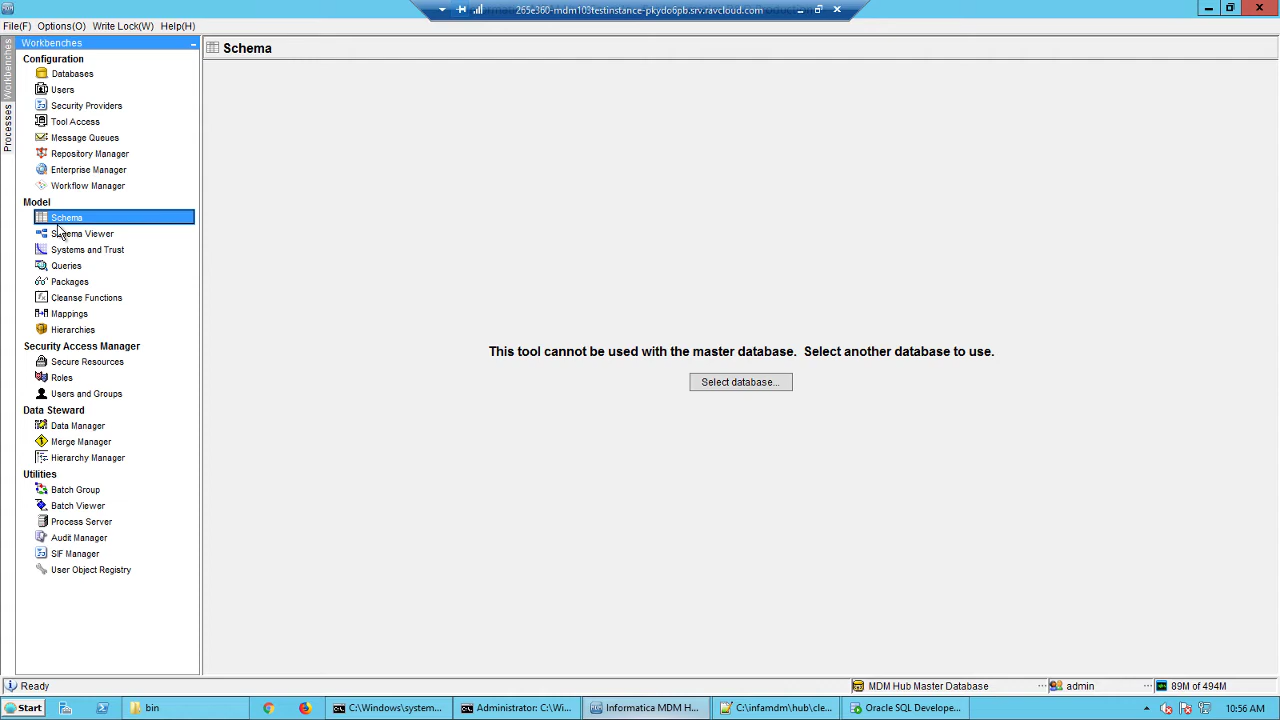 265e360-mdm103testinstance-pkydo6pb.srv.ravcloud.com
File(F) Options(O) Write Lock(W) Help(H)
Workbenches
Processes
Workbenches
Configuration
Databases
Users
Security Providers
Tool Access
Message Queues
Repository Manager
Enterprise Manager
Workflow Manager
Model
Schema
Schema Viewer
Systems and Trust
Queries
Packages
Cleanse Functions
Mappings
Hierarchies
Security Access Manager
Secure Resources
Roles
Users and Groups
Data Steward
Data Manager
Merge Manager
Hierarchy Manager
Utilities
Batch Group
Batch Viewer
Process Server
Audit Manager
SIF Manager
User Object Registry
Schema
This tool cannot be used with the master database. Select another database to use.
Select database...
Ready
MDM Hub Master Database
admin
89M of 494M
Start
bin
C:\Windows\system...
Administrator: C:\Wi...
Informatica MDM H...
C:\infamdm\hub\cle...
Oracle SQL Develope...
10:56 AM